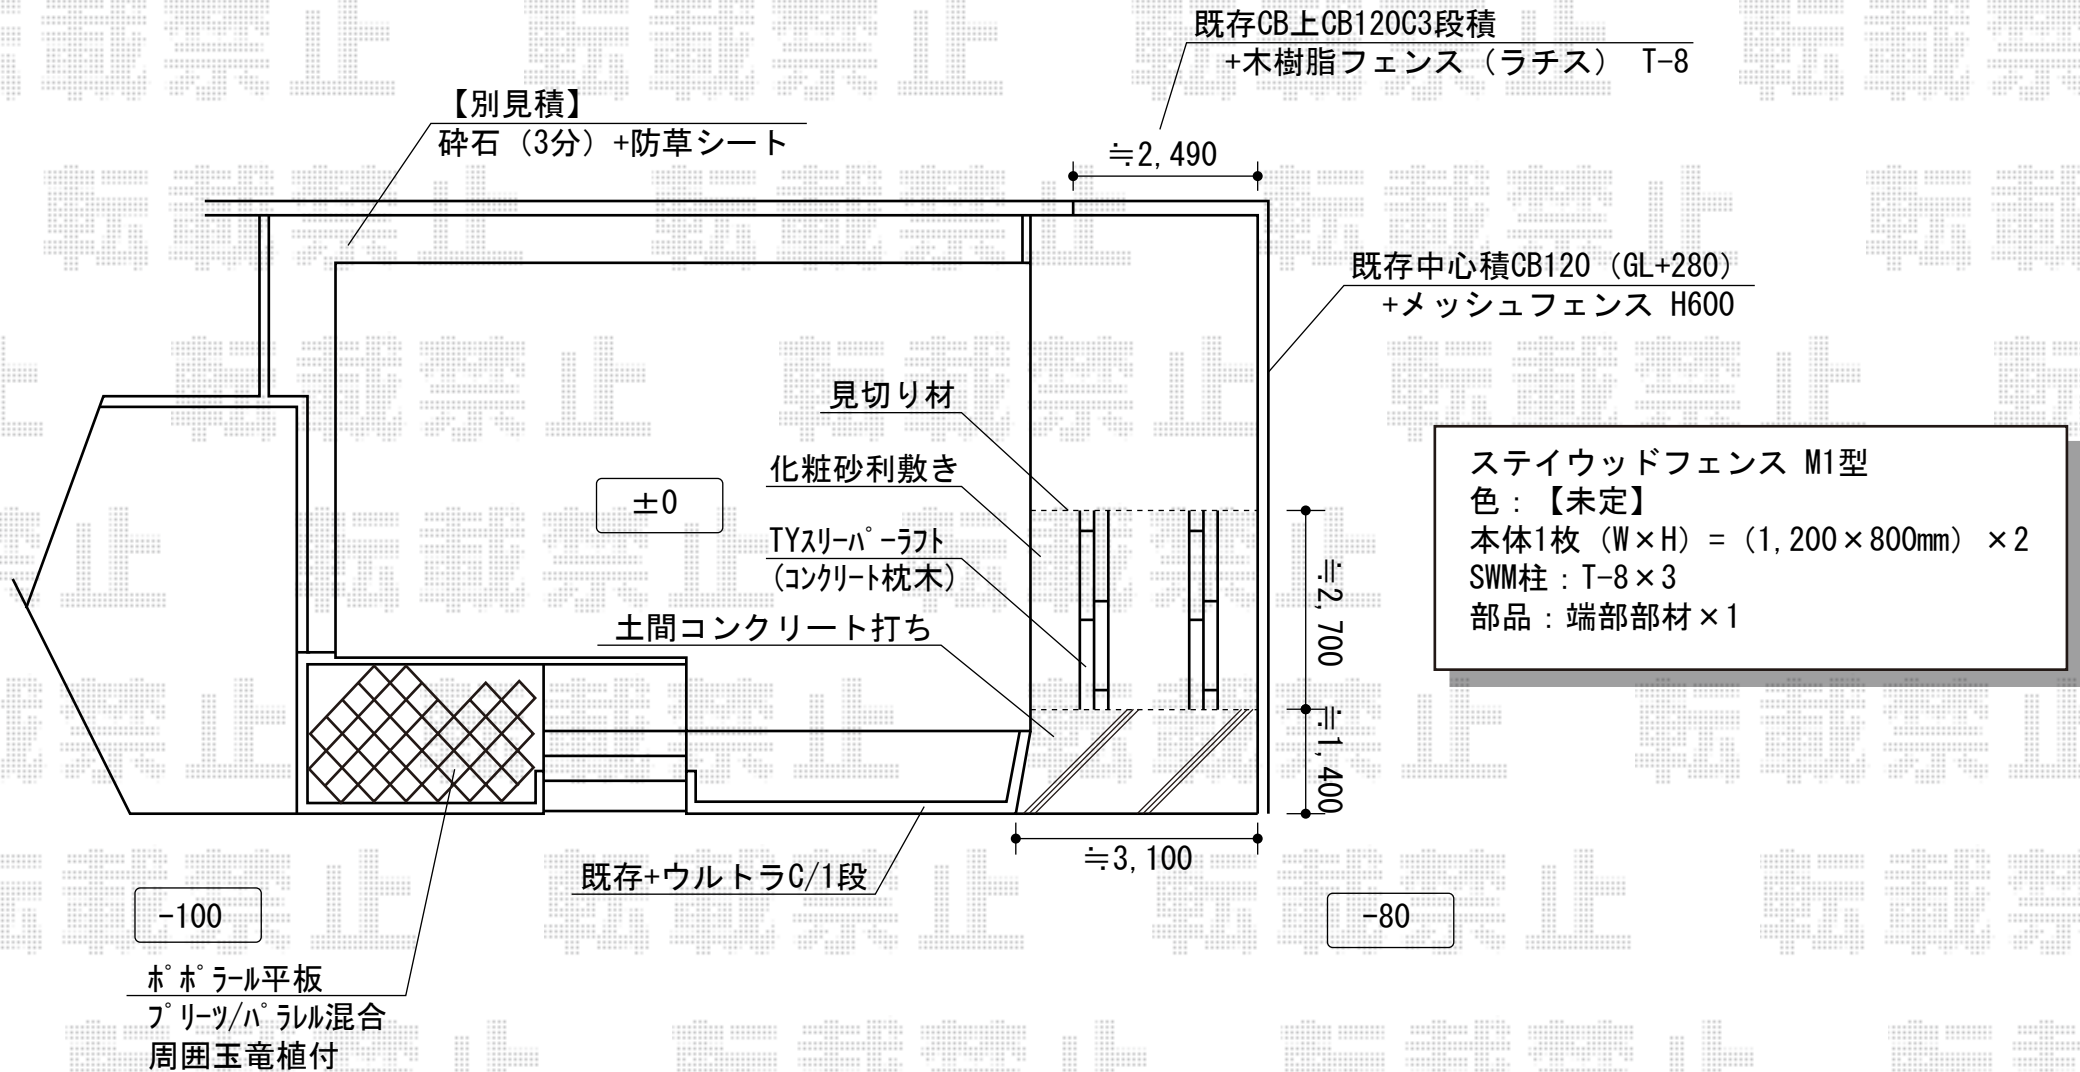 既存CB上CB120C3段積
+木樹脂フェンス（ラチス） T-8
【別見積】
砕石（3分）+防草シート
≒2,490
既存中心積CB120（GL+280）
+メッシュフェンス H600
見切り材
化粧砂利敷き
±0
TYｽﾘｰﾊﾟｰﾗﾌﾄ
(ｺﾝｸﾘｰﾄ枕木)
土間コンクリート打ち
≒2,700
≒1,400
ステイウッドフェンス M1型
色：【未定】
本体1枚（W×H）=（1,200×800mm）×2
SWM柱：T-8×3
部品：端部部材×1
≒3,100
既存+ウルトラC/1段
-100
-80
ﾎﾟﾎﾟﾗｰﾙ平板
ﾌﾟﾘｰﾂ/ﾊﾟﾗﾚﾙ混合
周囲玉竜植付
転載禁止